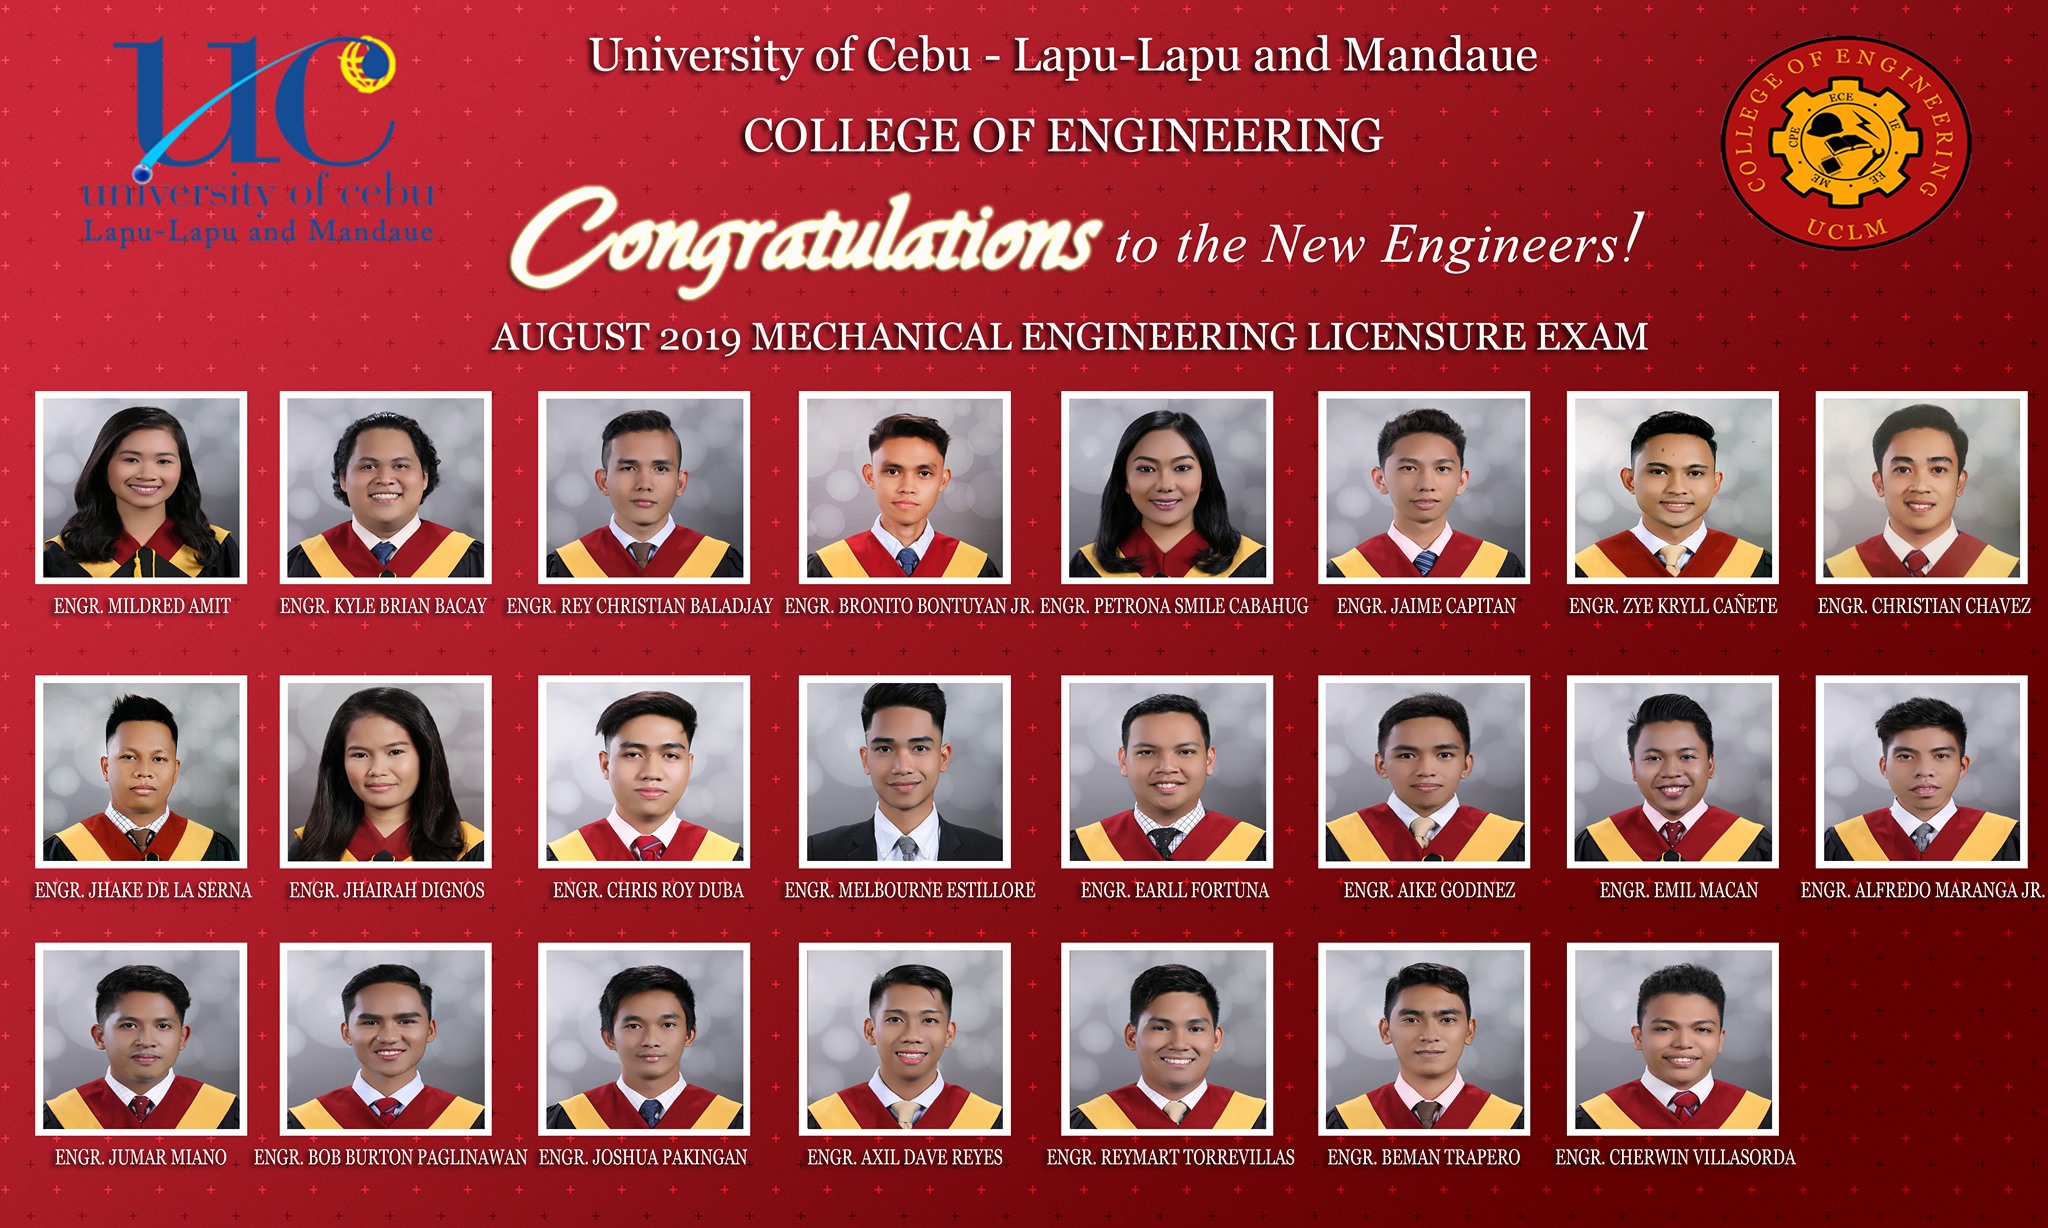 uc
university of cebu
Lapu-Lapu and Mandaue
University of Cebu - Lapu-Lapu and Mandaue
COLLEGE OF ENGINEERING
Congratulations to the New Engineers!
AUGUST 2019 MECHANICAL ENGINEERING LICENSURE EXAM
COLLEGE OF ENGINEERING
ECE
IE
EE
ME
CPE
UCLM
ENGR. MILDRED AMIT
ENGR. KYLE BRIAN BACAY
ENGR. REY CHRISTIAN BALADJAY
ENGR. BRONITO BONTUYAN JR.
ENGR. PETRONA SMILE CABAHUG
ENGR. JAIME CAPITAN
ENGR. ZYE KRYLL CAÑETE
ENGR. CHRISTIAN CHAVEZ
ENGR. JHAKE DE LA SERNA
ENGR. JHAIRAH DIGNOS
ENGR. CHRIS ROY DUBA
ENGR. MELBOURNE ESTILLORE
ENGR. EARLL FORTUNA
ENGR. AIKE GODINEZ
ENGR. EMIL MACAN
ENGR. ALFREDO MARANGA JR.
ENGR. JUMAR MIANO
ENGR. BOB BURTON PAGLINAWAN
ENGR. JOSHUA PAKINGAN
ENGR. AXIL DAVE REYES
ENGR. REYMART TORREVILLAS
ENGR. BEMAN TRAPERO
ENGR. CHERWIN VILLASORDA